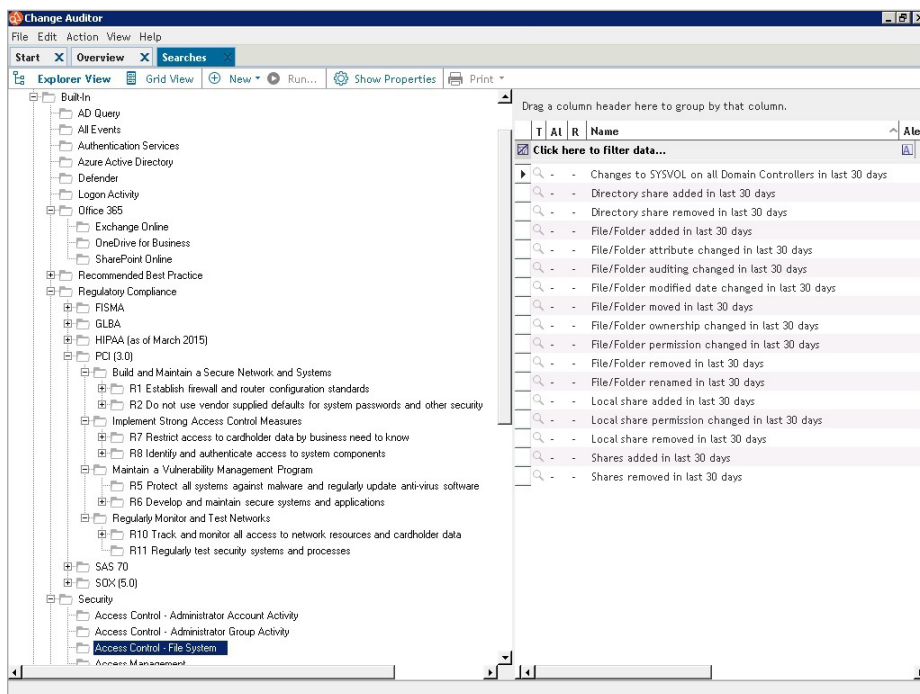 Change Auditor
File Edit Action View Help
Start X Overview X Searches X
Explorer View Grid View New Run... Show Properties Print
Built-In
AD Query
All Events
Authentication Services
Azure Active Directory
Defender
Logon Activity
Office 365
Exchange Online
OneDrive for Business
SharePoint Online
Recommended Best Practice
Regulatory Compliance
FISMA
GLBA
HIPAA (as of March 2015)
PCI (3.0)
Build and Maintain a Secure Network and Systems
R1 Establish firewall and router configuration standards
R2 Do not use vendor supplied defaults for system passwords and other security
Implement Strong Access Control Measures
R7 Restrict access to cardholder data by business need to know
R8 Identify and authenticate access to system components
Maintain a Vulnerability Management Program
R5 Protect all systems against malware and regularly update anti-virus software
R6 Develop and maintain secure systems and applications
Regularly Monitor and Test Networks
R10 Track and monitor all access to network resources and cardholder data
R11 Regularly test security systems and processes
SAS 70
SOX (5.0)
Security
Access Control - Administrator Account Activity
Access Control - Administrator Group Activity
Access Control - File System
Access Management
Drag a column header here to group by that column.
T Al R Name Ale
Click here to filter data... A
- - Changes to SYSVOL on all Domain Controllers in last 30 days
- - Directory share added in last 30 days
- - Directory share removed in last 30 days
- - File/Folder added in last 30 days
- - File/Folder attribute changed in last 30 days
- - File/Folder auditing changed in last 30 days
- - File/Folder modified date changed in last 30 days
- - File/Folder moved in last 30 days
- - File/Folder ownership changed in last 30 days
- - File/Folder permission changed in last 30 days
- - File/Folder removed in last 30 days
- - File/Folder renamed in last 30 days
- - Local share added in last 30 days
- - Local share permission changed in last 30 days
- - Local share removed in last 30 days
- - Shares added in last 30 days
- - Shares removed in last 30 days